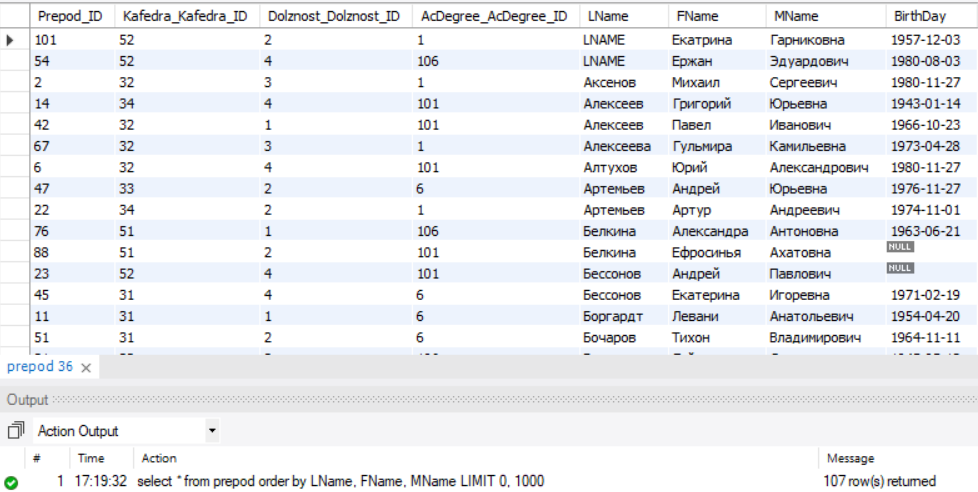 Prepod_ID Kafedra_Kafedra_ID Dolznost_Dolznost_ID AcDegree_AcDegree_ID LName FName MName BirthDay
101 52 2 1 LNAME Екатрина Гарниковна 1957-12-03
54 52 4 106 LNAME Ержан Эдуардович 1980-08-03
2 32 3 1 Аксенов Михаил Сергеевич 1980-11-27
14 34 4 101 Алексеев Григорий Юрьевна 1943-01-14
42 32 1 101 Алексеев Павел Иванович 1966-10-23
67 32 3 1 Алексеева Гульмира Камильевна 1973-04-28
6 32 4 101 Алтухов Юрий Александрович 1980-11-27
47 33 2 6 Артемьев Андрей Юрьевна 1976-11-27
22 34 2 1 Артемьев Артур Андреевич 1974-11-01
76 51 1 106 Белкина Александра Антоновна 1963-06-21
88 51 2 101 Белкина Ефросинья Ахатовна NULL
23 52 4 101 Бессонов Андрей Павлович NULL
45 31 4 6 Бессонов Екатерина Игоревна 1971-02-19
11 31 1 6 Боргардт Левани Анатольевич 1954-04-20
51 31 2 6 Бочаров Тихон Владимирович 1964-11-11
prepod 36
Output
Action Output
# Time Action Message
1 17:19:32 select * from prepod order by LName, FName, MName LIMIT 0, 1000 107 row(s) returned